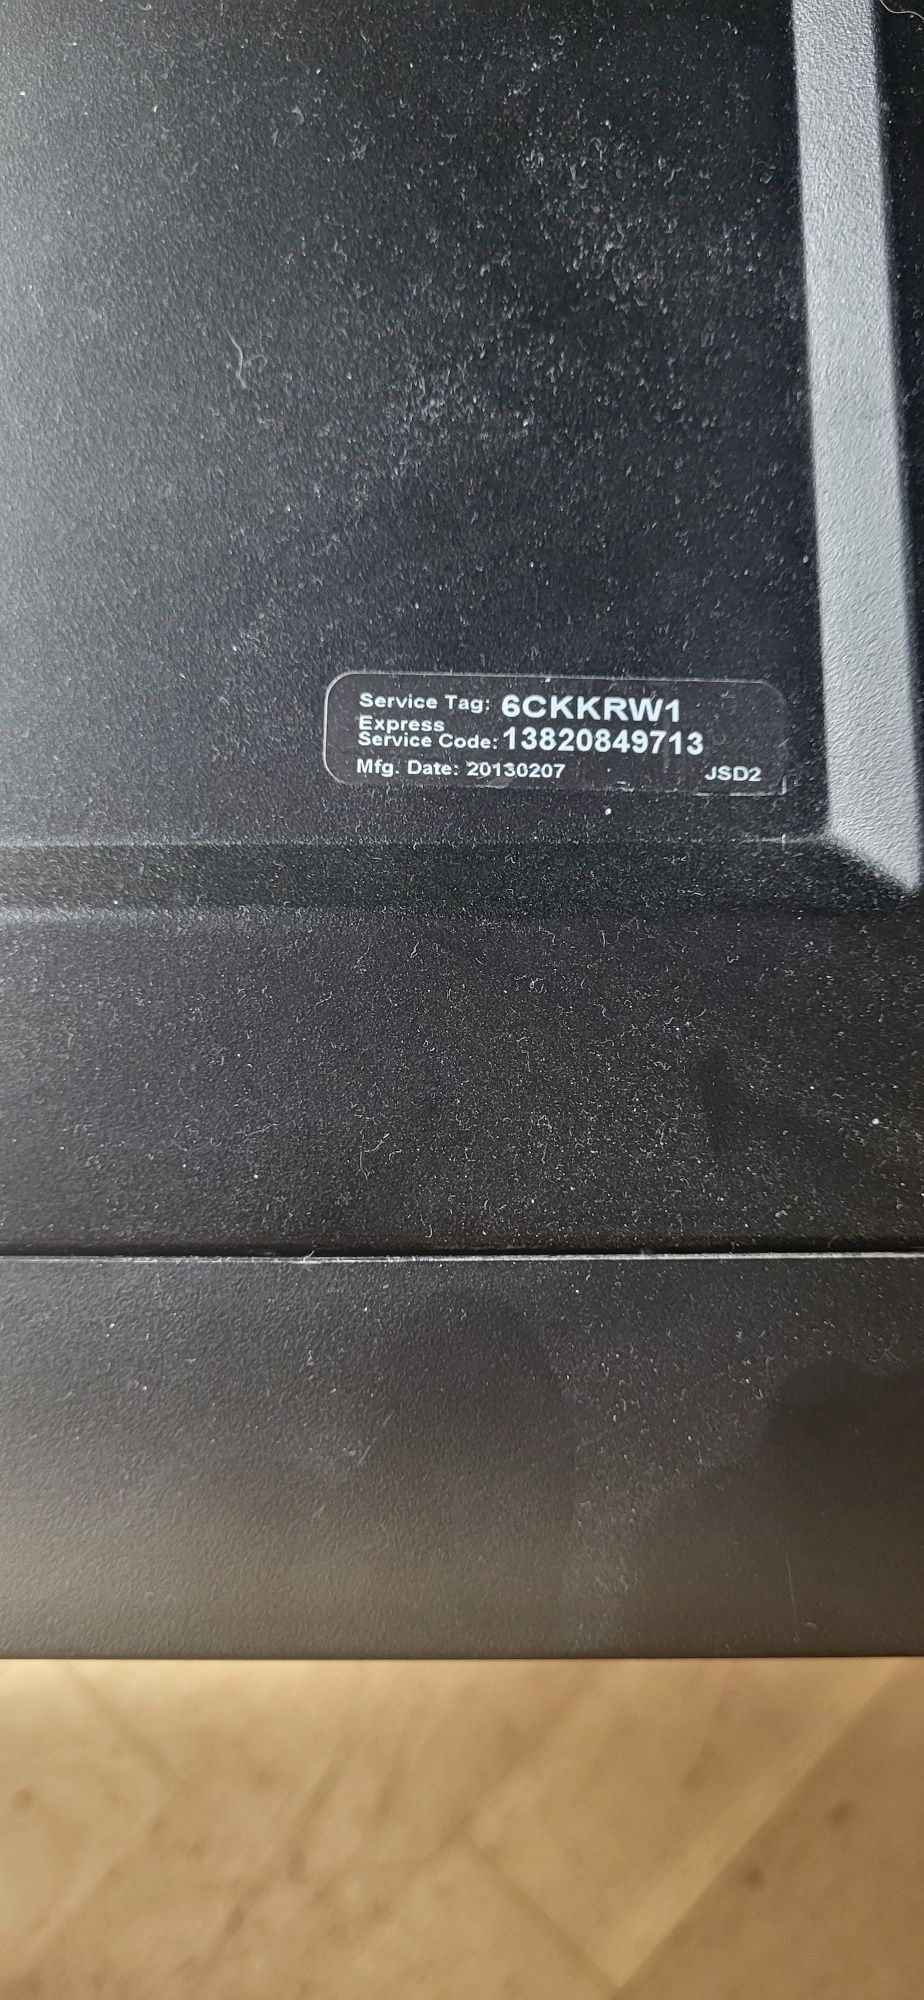 Service Tag: 6CKKRW1
Express
Service Code: 13820849713
Mfg. Date: 20130207 JSD2